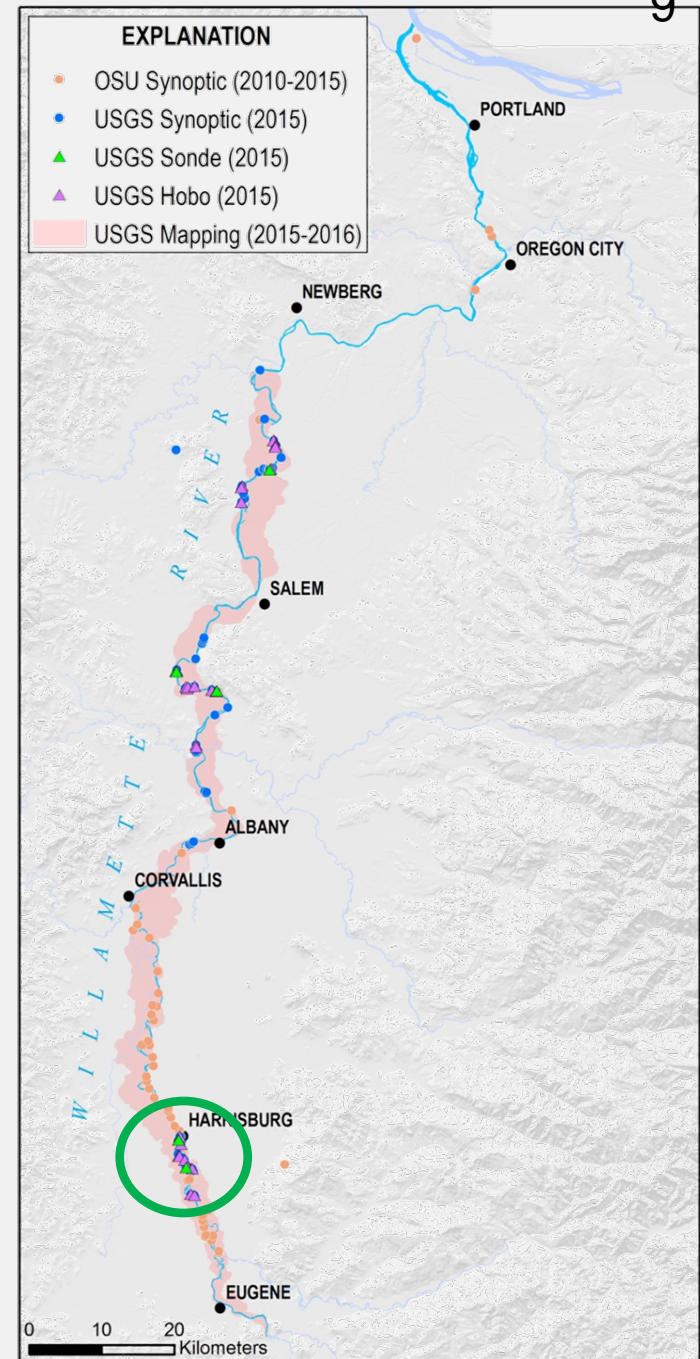 9
EXPLANATION
OSU Synoptic (2010-2015)
USGS Synoptic (2015)
USGS Sonde (2015)
USGS Hobo (2015)
USGS Mapping (2015-2016)
PORTLAND
OREGON CITY
NEWBERG
SALEM
ALBANY
CORVALLIS
WILLAMETTE RIVER
HARRISBURG
EUGENE
0 10 20
Kilometers